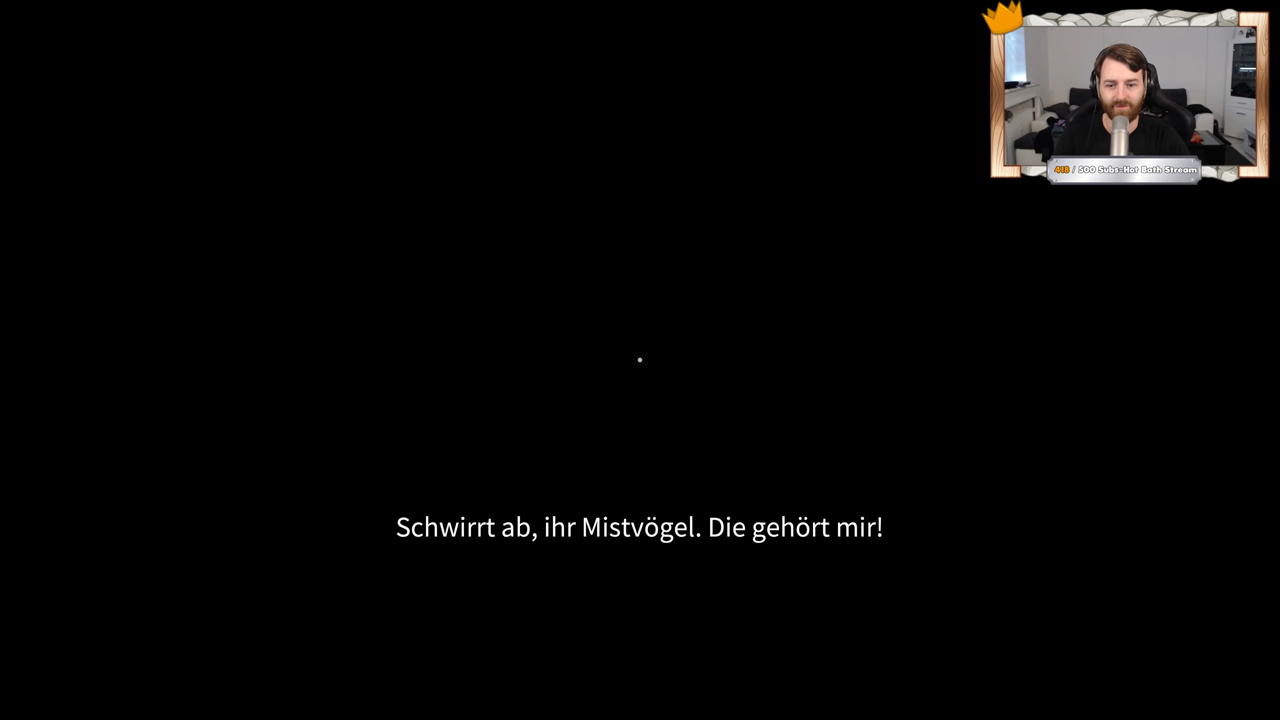 418 / 500 Subs-Hot Bath Stream
Schwirrt ab, ihr Mistvögel. Die gehört mir!